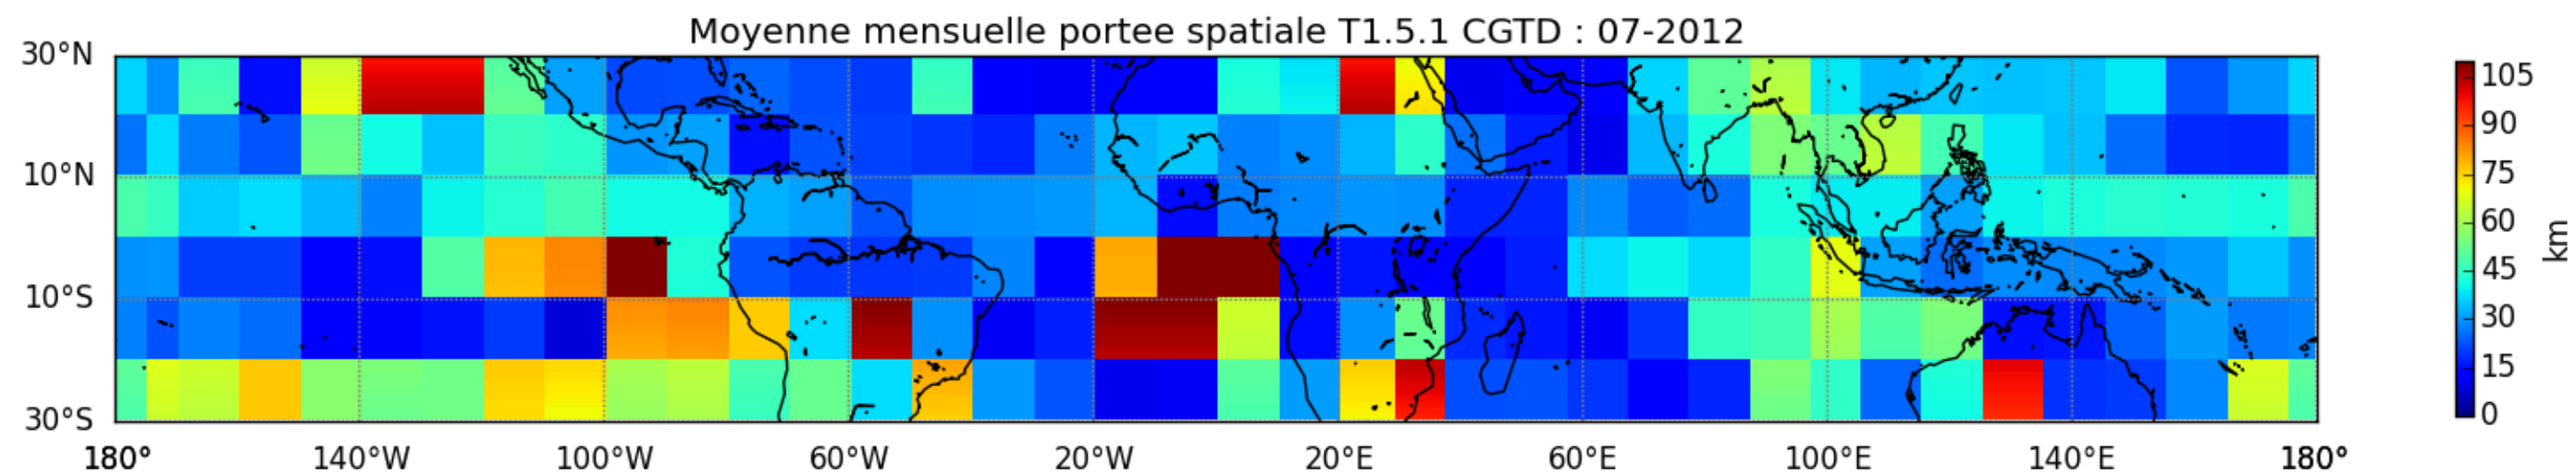 Moyenne mensuelle portee spatiale T1.5.1 CGTD : 07-2012
30°N
10°N
10°S
30°S
180° 140°W 100°W 60°W 20°W 20°E 60°E 100°E 140°E 180°
105
90
75
60
45
30
15
0
km